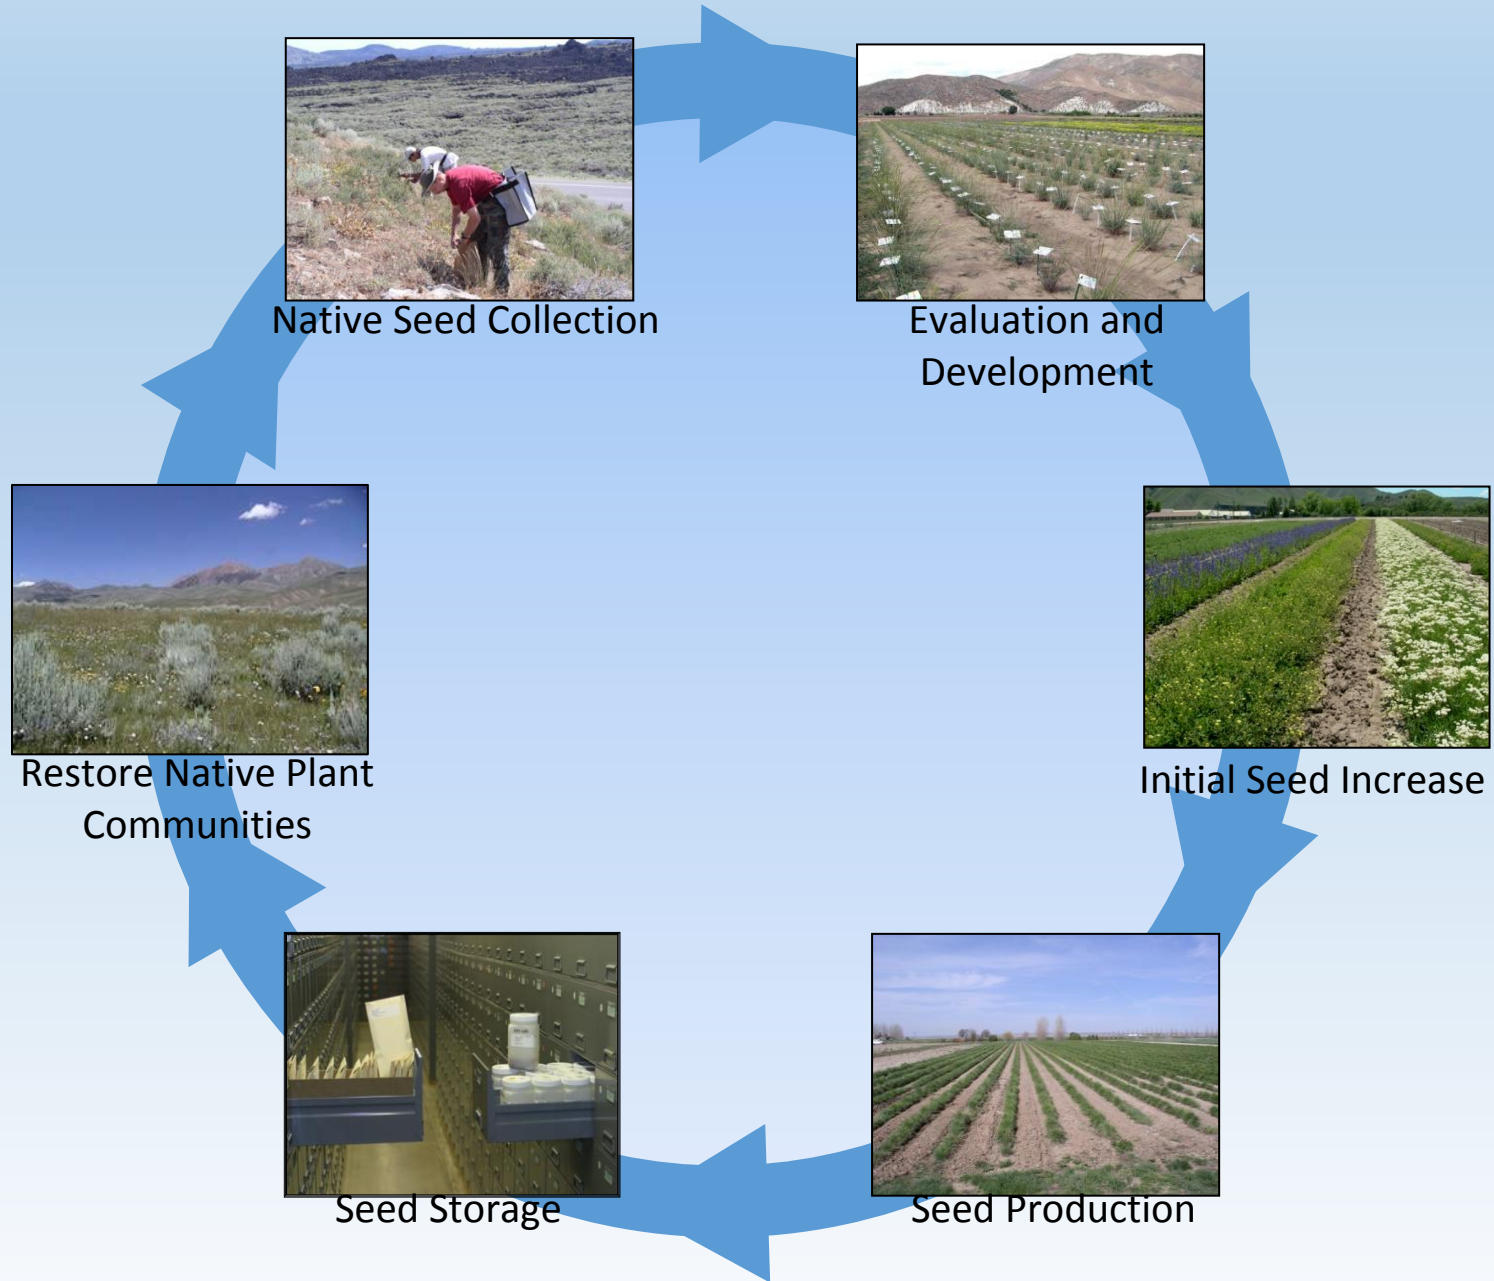 Native Seed Collection
Evaluation and
Development
Initial Seed Increase
Seed Production
Seed Storage
Restore Native Plant
Communities